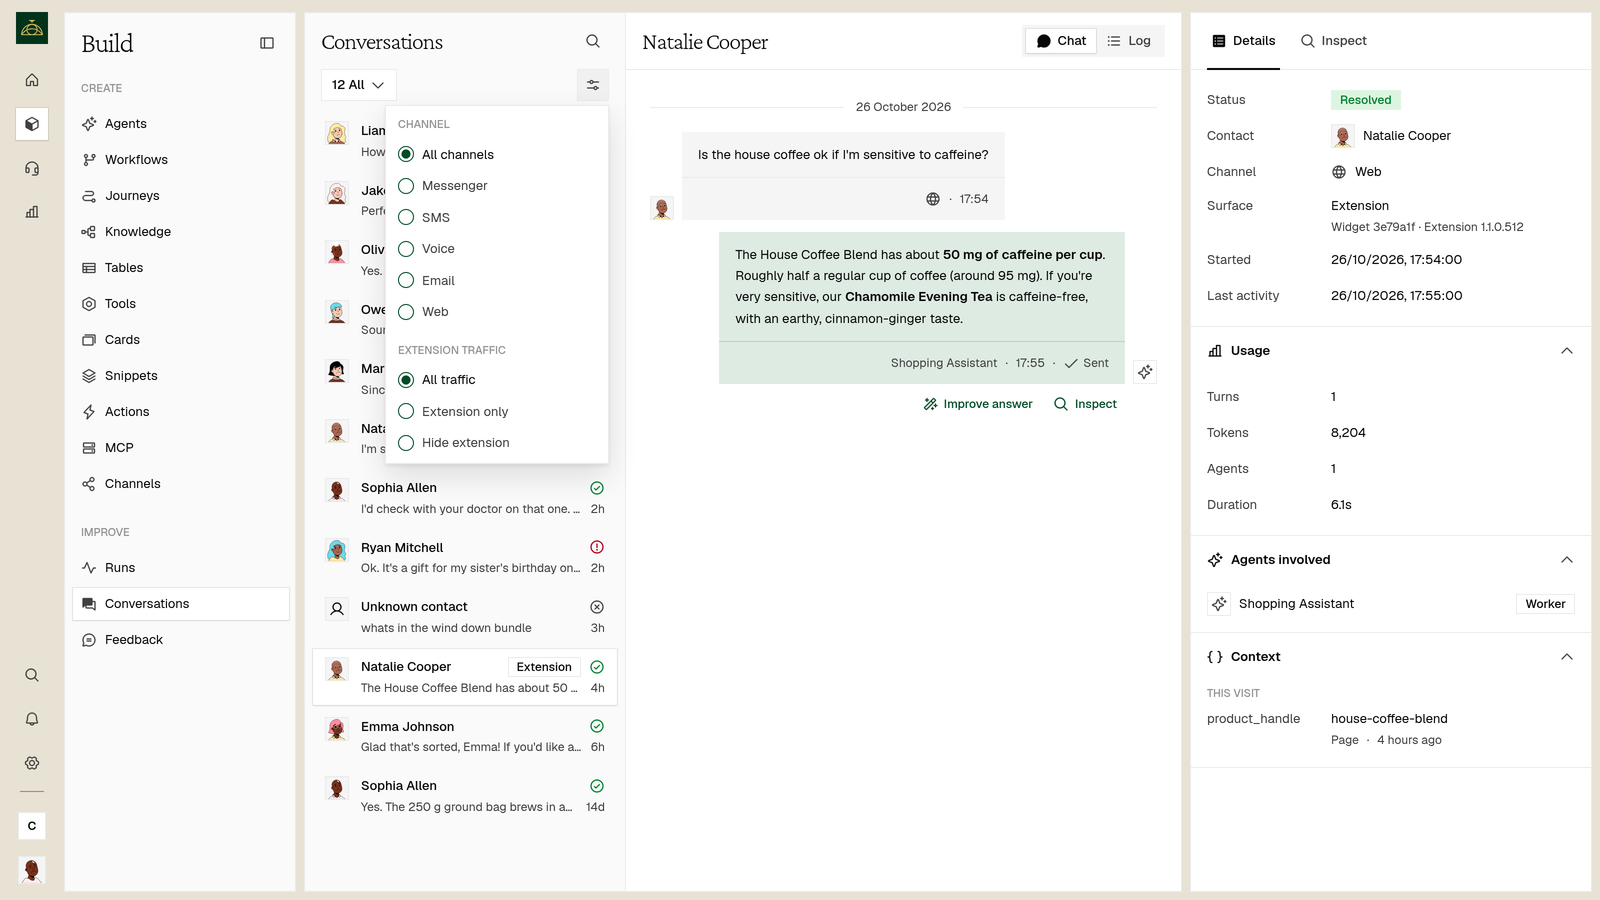 Build
CREATE
Agents
Workflows
Journeys
Knowledge
Tables
Tools
Cards
Snippets
Actions
MCP
Channels
IMPROVE
Runs
Conversations
Feedback
C
Conversations
12 All
CHANNEL
All channels
Messenger
SMS
Voice
Email
Web
EXTENSION TRAFFIC
All traffic
Extension only
Hide extension
How
Perfe
Yes.
Sour
Sinc
I'm s
Sophia Allen
I'd check with your doctor on that one. ...
2h
Ryan Mitchell
Ok. It's a gift for my sister's birthday on...
2h
Unknown contact
whats in the wind down bundle
3h
Natalie Cooper
Extension
The House Coffee Blend has about 50 ...
4h
Emma Johnson
Glad that's sorted, Emma! If you'd like a...
6h
Sophia Allen
Yes. The 250 g ground bag brews in a...
14d
Natalie Cooper
Chat
Log
26 October 2026
Is the house coffee ok if I'm sensitive to caffeine?
· 17:54
The House Coffee Blend has about 50 mg of caffeine per cup.
Roughly half a regular cup of coffee (around 95 mg). If you're
very sensitive, our Chamomile Evening Tea is caffeine-free,
with an earthy, cinnamon-ginger taste.
Shopping Assistant · 17:55 · Sent
Improve answer
Inspect
Details
Inspect
Status
Resolved
Contact
Natalie Cooper
Channel
Web
Surface
Extension
Widget 3e79a1f · Extension 1.1.0.512
Started
26/10/2026, 17:54:00
Last activity
26/10/2026, 17:55:00
Usage
Turns
1
Tokens
8,204
Agents
1
Duration
6.1s
Agents involved
Shopping Assistant
Worker
Context
THIS VISIT
product_handle
house-coffee-blend
Page · 4 hours ago